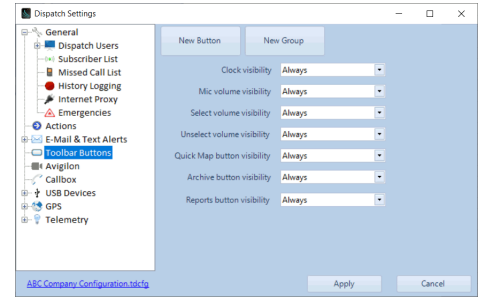 Dispatch Settings
General
Dispatch Users
Subscriber List
Missed Call List
History Logging
Internet Proxy
Emergencies
Actions
E-Mail & Text Alerts
Toolbar Buttons
Avigilon
Callbox
USB Devices
GPS
Telemetry
New Button New Group
Clock visibility Always
Mic volume visibility Always
Select volume visibility Always
Unselect volume visibility Always
Quick Map button visibility Always
Archive button visibility Always
Reports button visibility Always
ABC Company Configuration.tdcfg Apply Cancel